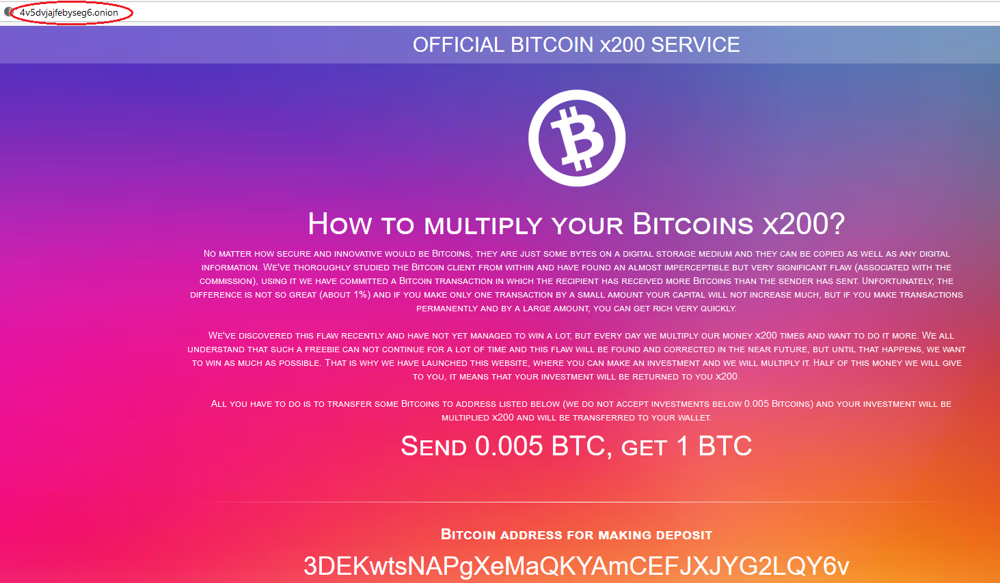 4v5dvjajfebyseg6.onion
OFFICIAL BITCOIN x200 SERVICE
How to multiply your Bitcoins x200?
No matter how secure and innovative would be Bitcoins, they are just some bytes on a digital storage medium and they can be copied as well as any digital
information. We've thoroughly studied the Bitcoin client from within and have found an almost imperceptible but very significant flaw (associated with the
commission), using it we have committed a Bitcoin transaction in which the recipient has received more Bitcoins than the sender has sent. Unfortunately, the
difference is not so great (about 1%) and if you make only one transaction by a small amount your capital will not increase much, but if you make transactions
permanently and by a large amount, you can get rich very quickly.
We've discovered this flaw recently and have not yet managed to win a lot, but every day we multiply our money x200 times and want to do it more. We all
understand that such a freebie can not continue for a lot of time and this flaw will be found and corrected in the near future, but until that happens, we want
to win as much as possible. That is why we have launched this website, where you can make an investment and we will multiply it. Half of this money we will give
to you, it means that your investment will be returned to you x200.
All you have to do is to transfer some Bitcoins to address listed below (we do not accept investments below 0.005 Bitcoins) and your investment will be
multiplied x200 and will be transferred to your wallet.
Send 0.005 BTC, get 1 BTC
Bitcoin address for making deposit
3DEKwtsNAPgXeMaQKYAmCEFJXJYG2LQY6v